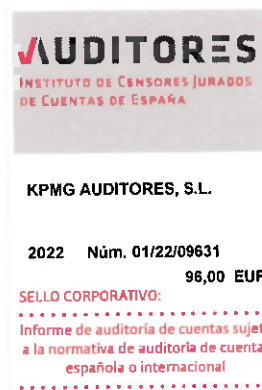 AUDITORES
INSTITUTO DE CENSORES JURADOS
DE CUENTAS DE ESPAÑA
KPMG AUDITORES, S.L.
2022 Núm. 01/22/09631
96,00 EUR
SELLO CORPORATIVO:
Informe de auditoría de cuentas sujet
a la normativa de auditoría de cuenta
española o internacional